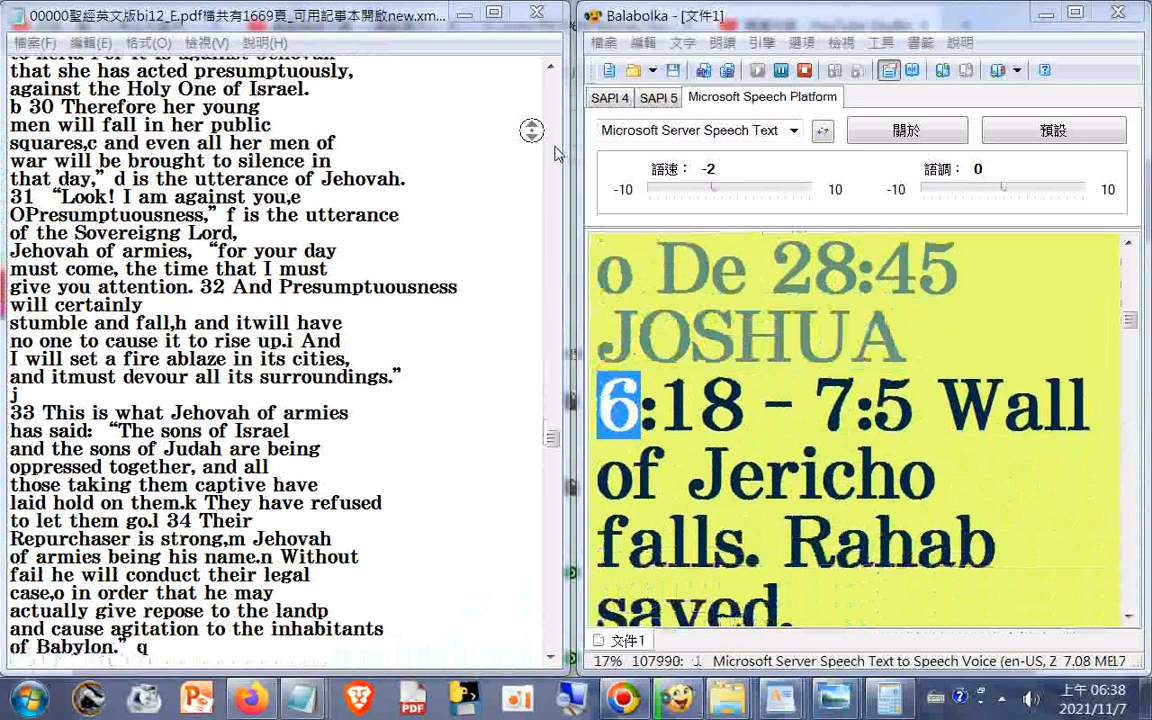 00000聖經英文版bi12_E.pdf檔共有1669頁_可用記事本開啟new.xm...
檔案(F) 編輯(E) 格式(O) 檢視(V) 說明(H)
that she has acted presumptuously,
against the Holy One of Israel.
b 30 Therefore her young
men will fall in her public
squares,c and even all her men of
war will be brought to silence in
that day,” d is the utterance of Jehovah.
31 “Look! I am against you,e
OPresumptuousness,” f is the utterance
of the Sovereigng Lord,
Jehovah of armies, “for your day
must come, the time that I must
give you attention. 32 And Presumptuousness
will certainly
stumble and fall,h and itwill have
no one to cause it to rise up.i And
I will set a fire ablaze in its cities,
and itmust devour all its surroundings.”
j
33 This is what Jehovah of armies
has said: “The sons of Israel
and the sons of Judah are being
oppressed together, and all
those taking them captive have
laid hold on them.k They have refused
to let them go.l 34 Their
Repurchaser is strong,m Jehovah
of armies being his name.n Without
fail he will conduct their legal
case,o in order that he may
actually give repose to the landp
and cause agitation to the inhabitants
of Babylon.” q
Balabolka - [文件1]
檔案 編輯 文字 朗讀 引擎 選項 檢視 工具 書籤 說明
SAPI 4 SAPI 5 Microsoft Speech Platform
Microsoft Server Speech Text 關於 預設
語速: -2 語調: 0
-10 10 -10 10
o De 28:45
JOSHUA
6:18 - 7:5 Wall
of Jericho
falls. Rahab
saved.
文件1
17% 107990: 1 Microsoft Server Speech Text to Speech Voice (en-US, Z 7.08 MB
PDF
上午 06:38
2021/11/7